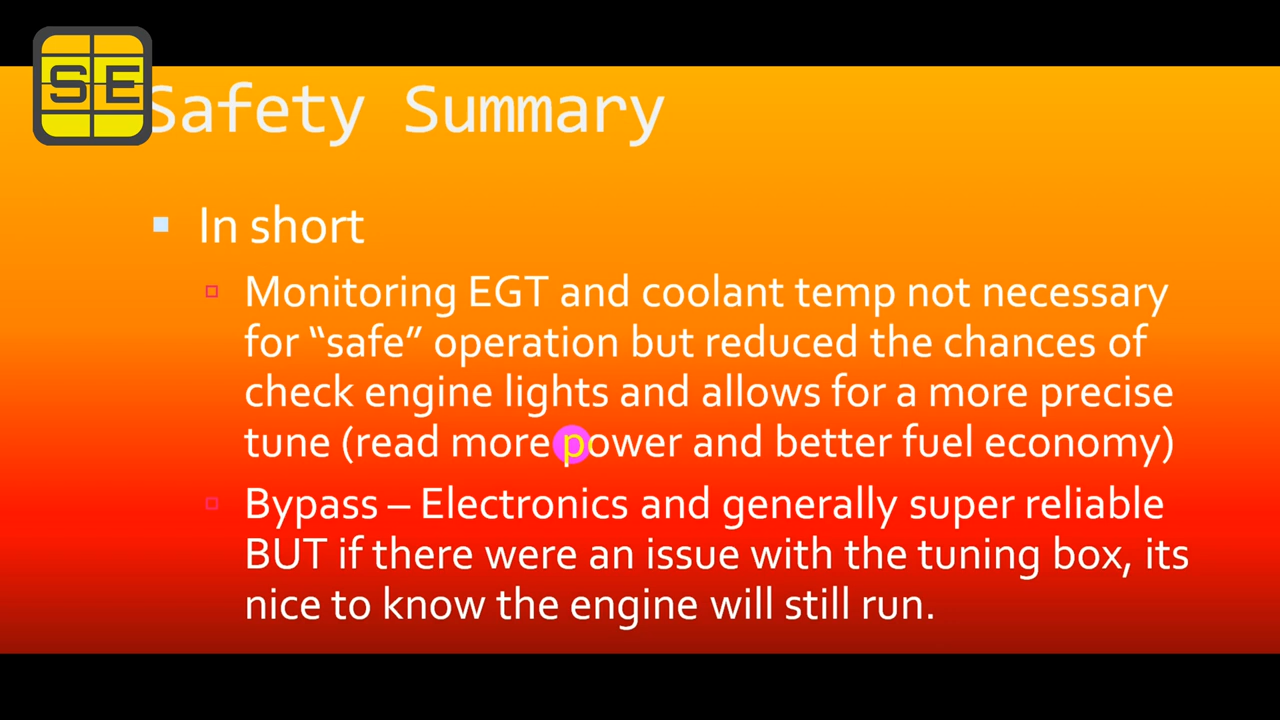 SE
Safety Summary
In short
Monitoring EGT and coolant temp not necessary
for “safe” operation but reduced the chances of
check engine lights and allows for a more precise
tune (read more power and better fuel economy)
Bypass – Electronics and generally super reliable
BUT if there were an issue with the tuning box, its
nice to know the engine will still run.